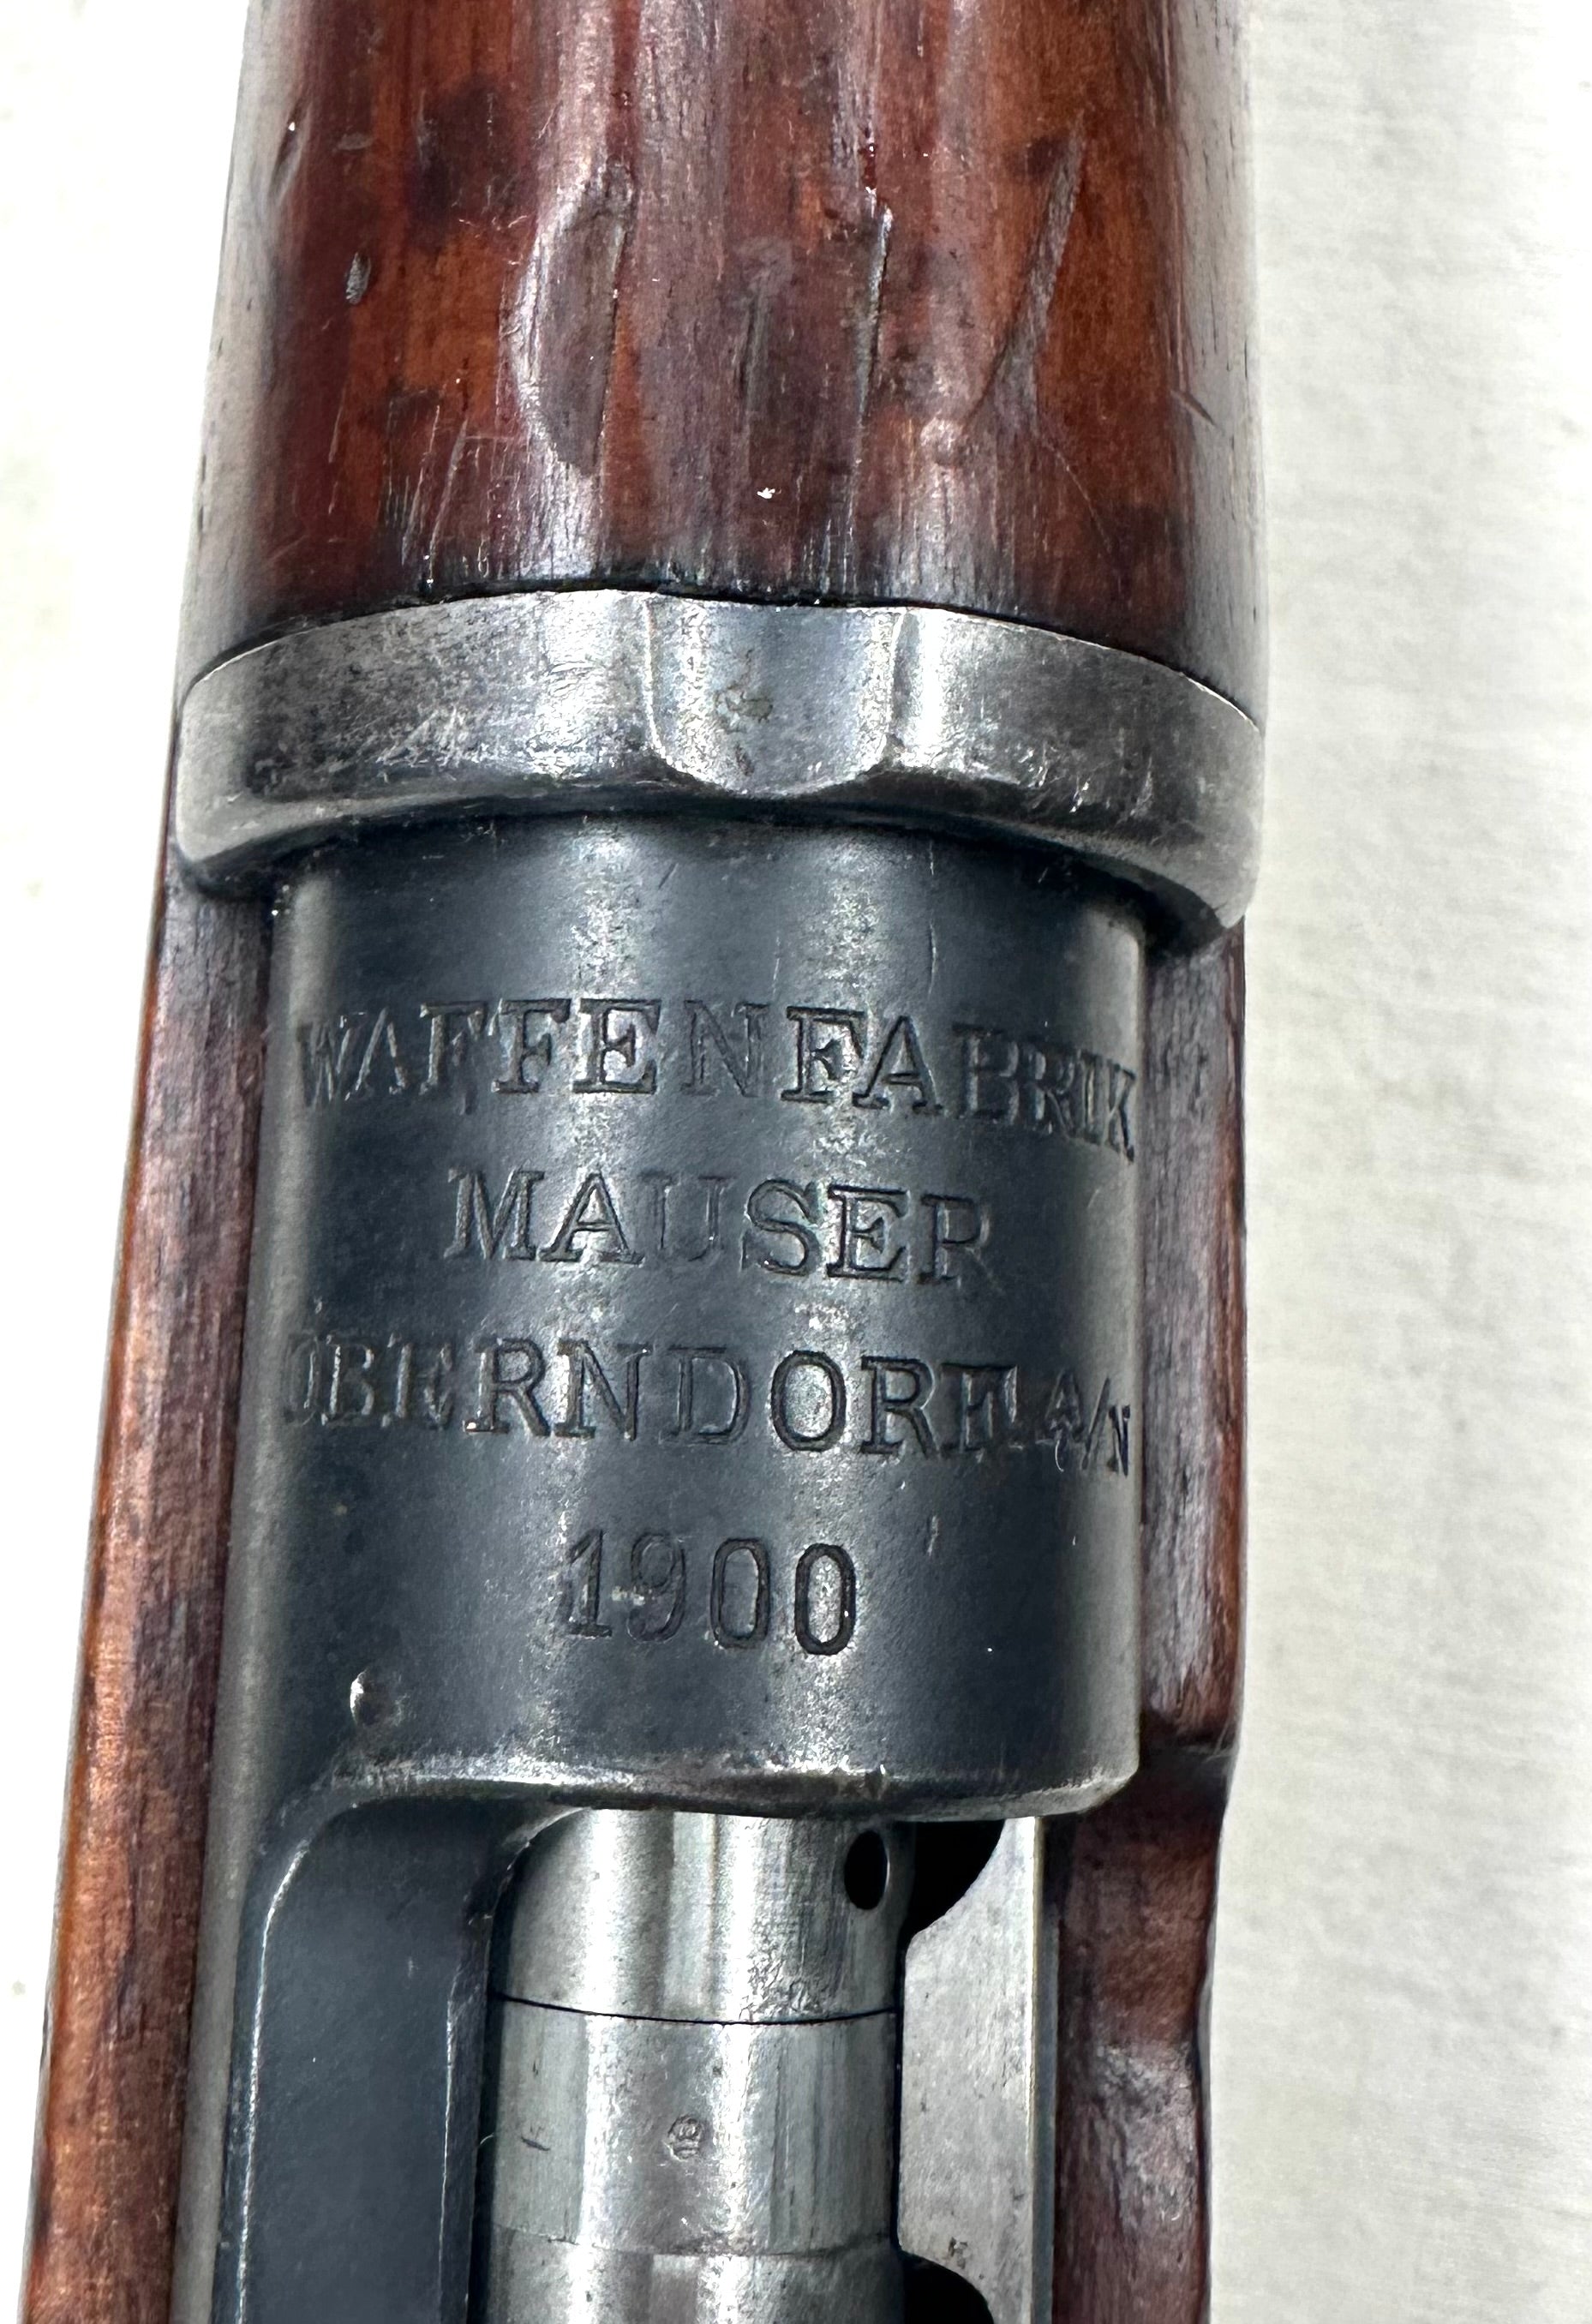 WAFFENFABRIK
MAUSER
OBERNDORF A/N
1900